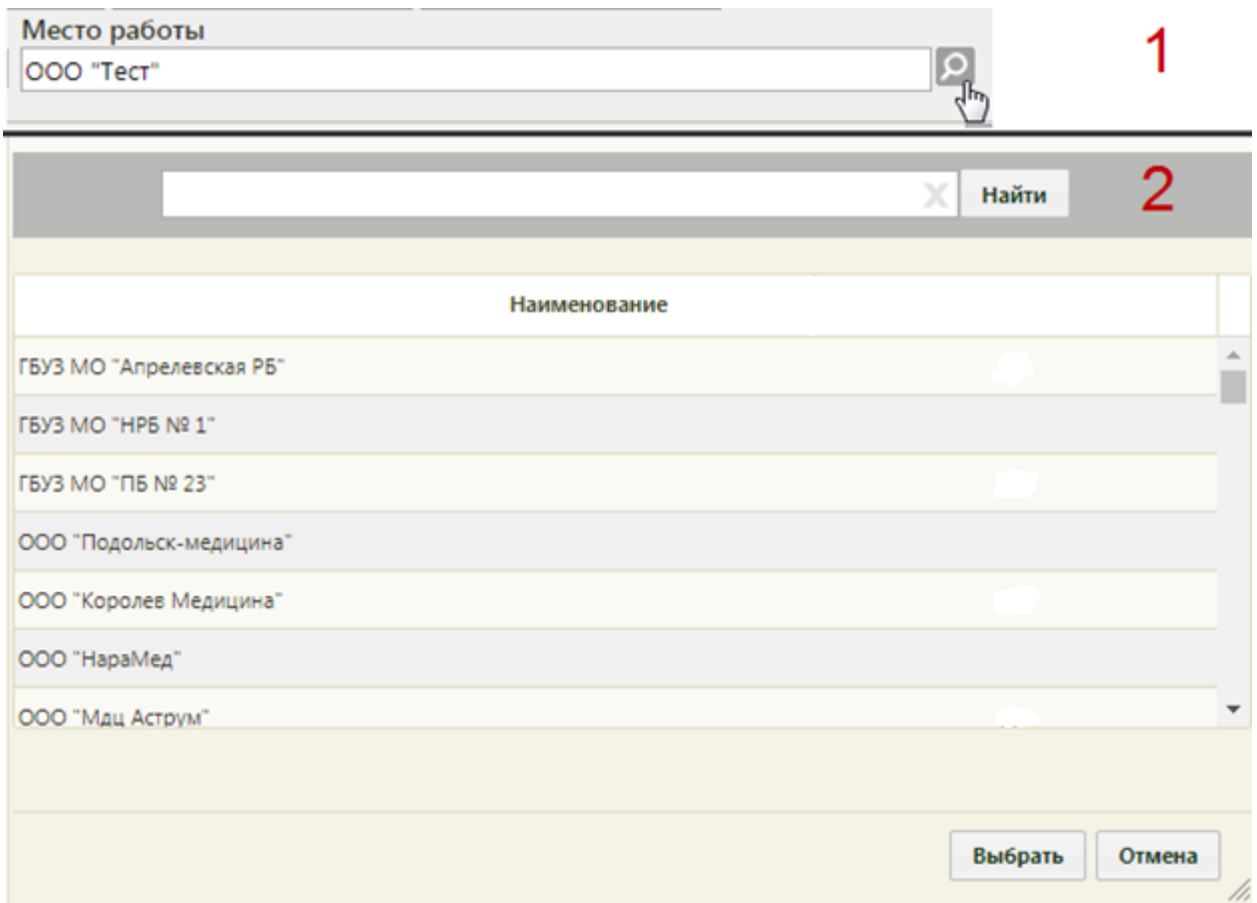 Место работы
ООО "Тест"
1
2
X Найти
Наименование
ГБУЗ МО "Апрелевская РБ"
ГБУЗ МО "НРБ № 1"
ГБУЗ МО "ПБ № 23"
ООО "Подольск-медицина"
ООО "Королев Медицина"
ООО "НараМед"
ООО "Мдц Аструм"
Выбрать Отмена